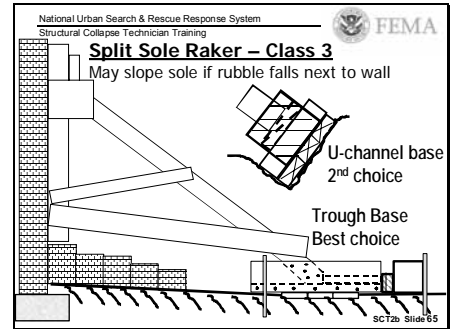 National Urban Search & Rescue Response System
Structural Collapse Technician Training
FEMA
Split Sole Raker – Class 3
May slope sole if rubble falls next to wall
U-channel base
2nd choice
Trough Base
Best choice
SCT2b Slide 65